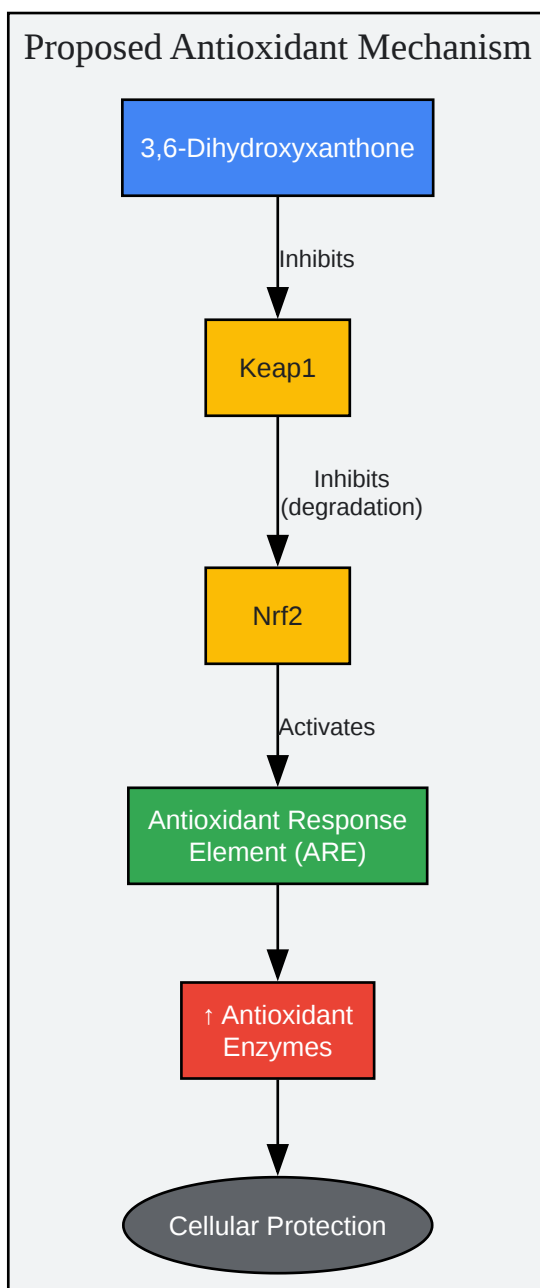 Proposed Antioxidant Mechanism
3,6-Dihydroxyxanthone
Inhibits
Keap1
Inhibits
(degradation)
Nrf2
Activates
Antioxidant Response
Element (ARE)
↑ Antioxidant
Enzymes
Cellular Protection